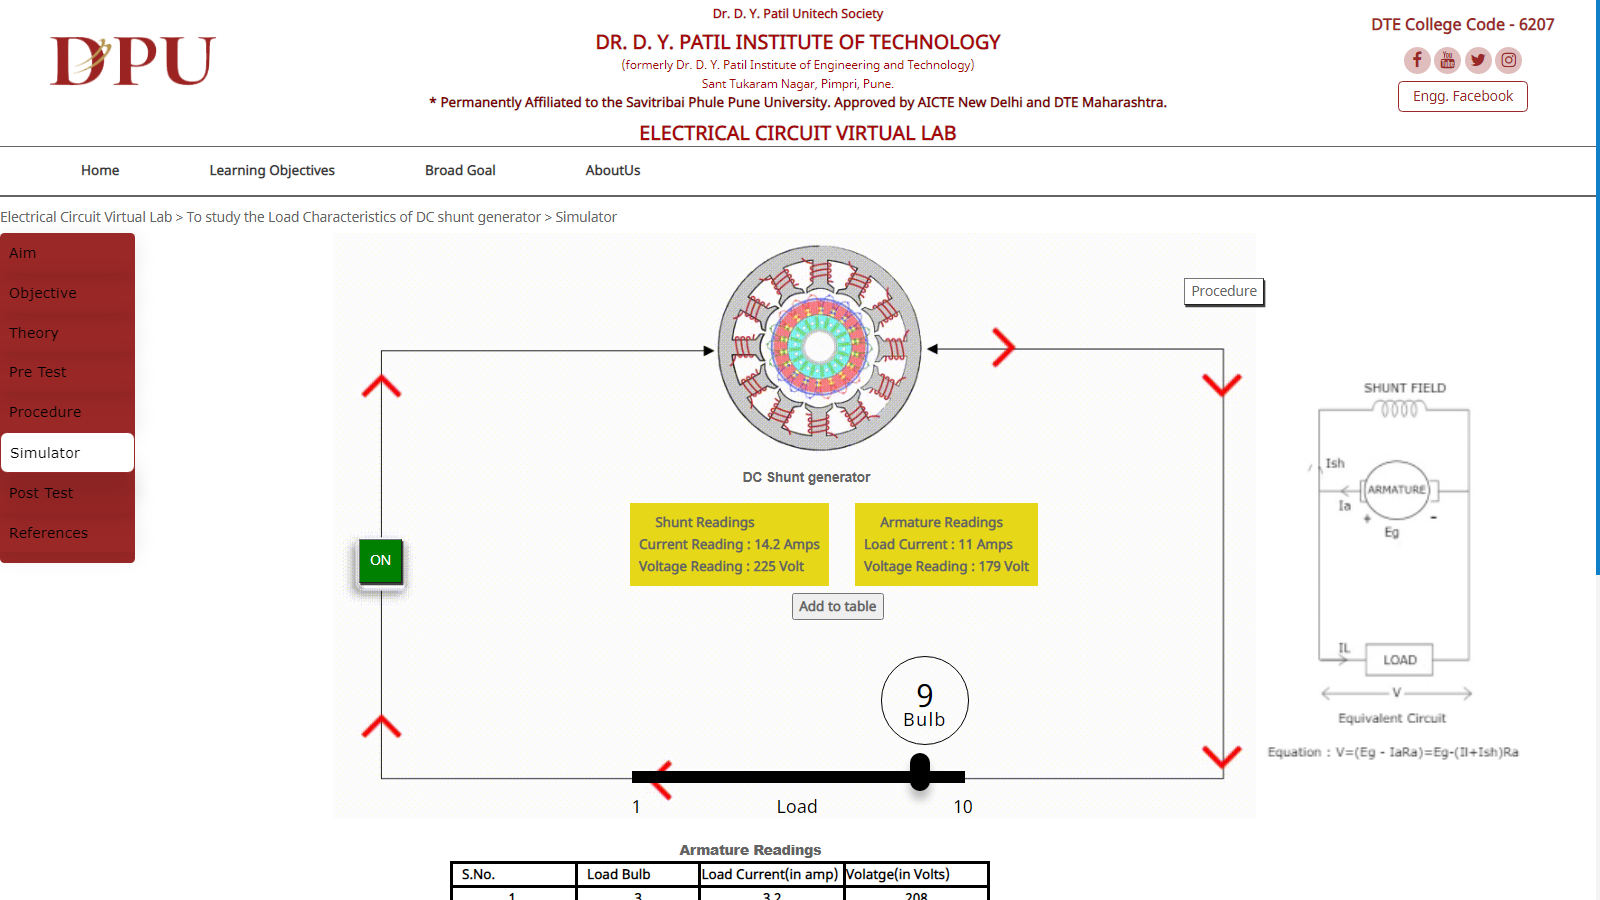 DPU
Dr. D. Y. Patil Unitech Society
DR. D. Y. PATIL INSTITUTE OF TECHNOLOGY
(formerly Dr. D. Y. Patil Institute of Engineering and Technology)
Sant Tukaram Nagar, Pimpri, Pune.
* Permanently Affiliated to the Savitribai Phule Pune University. Approved by AICTE New Delhi and DTE Maharashtra.
ELECTRICAL CIRCUIT VIRTUAL LAB
DTE College Code - 6207
You Tube
Engg. Facebook
Home
Learning Objectives
Broad Goal
AboutUs
Electrical Circuit Virtual Lab > To study the Load Characteristics of DC shunt generator > Simulator
Aim
Objective
Theory
Pre Test
Procedure
Simulator
Post Test
References
Procedure
DC Shunt generator
ON
Shunt Readings
Current Reading : 14.2 Amps
Voltage Reading : 225 Volt
Armature Readings
Load Current : 11 Amps
Voltage Reading : 179 Volt
Add to table
9
Bulb
1 Load 10
SHUNT FIELD
Ish
ARMATURE
Ia
+ -
Eg
IL
LOAD
V
Equivalent Circuit
Equation : V=(Eg - IaRa)=Eg-(Il+Ish)Ra
Armature Readings
S.No. Load Bulb Load Current(in amp) Volatge(in Volts)
1 3 3.2 208